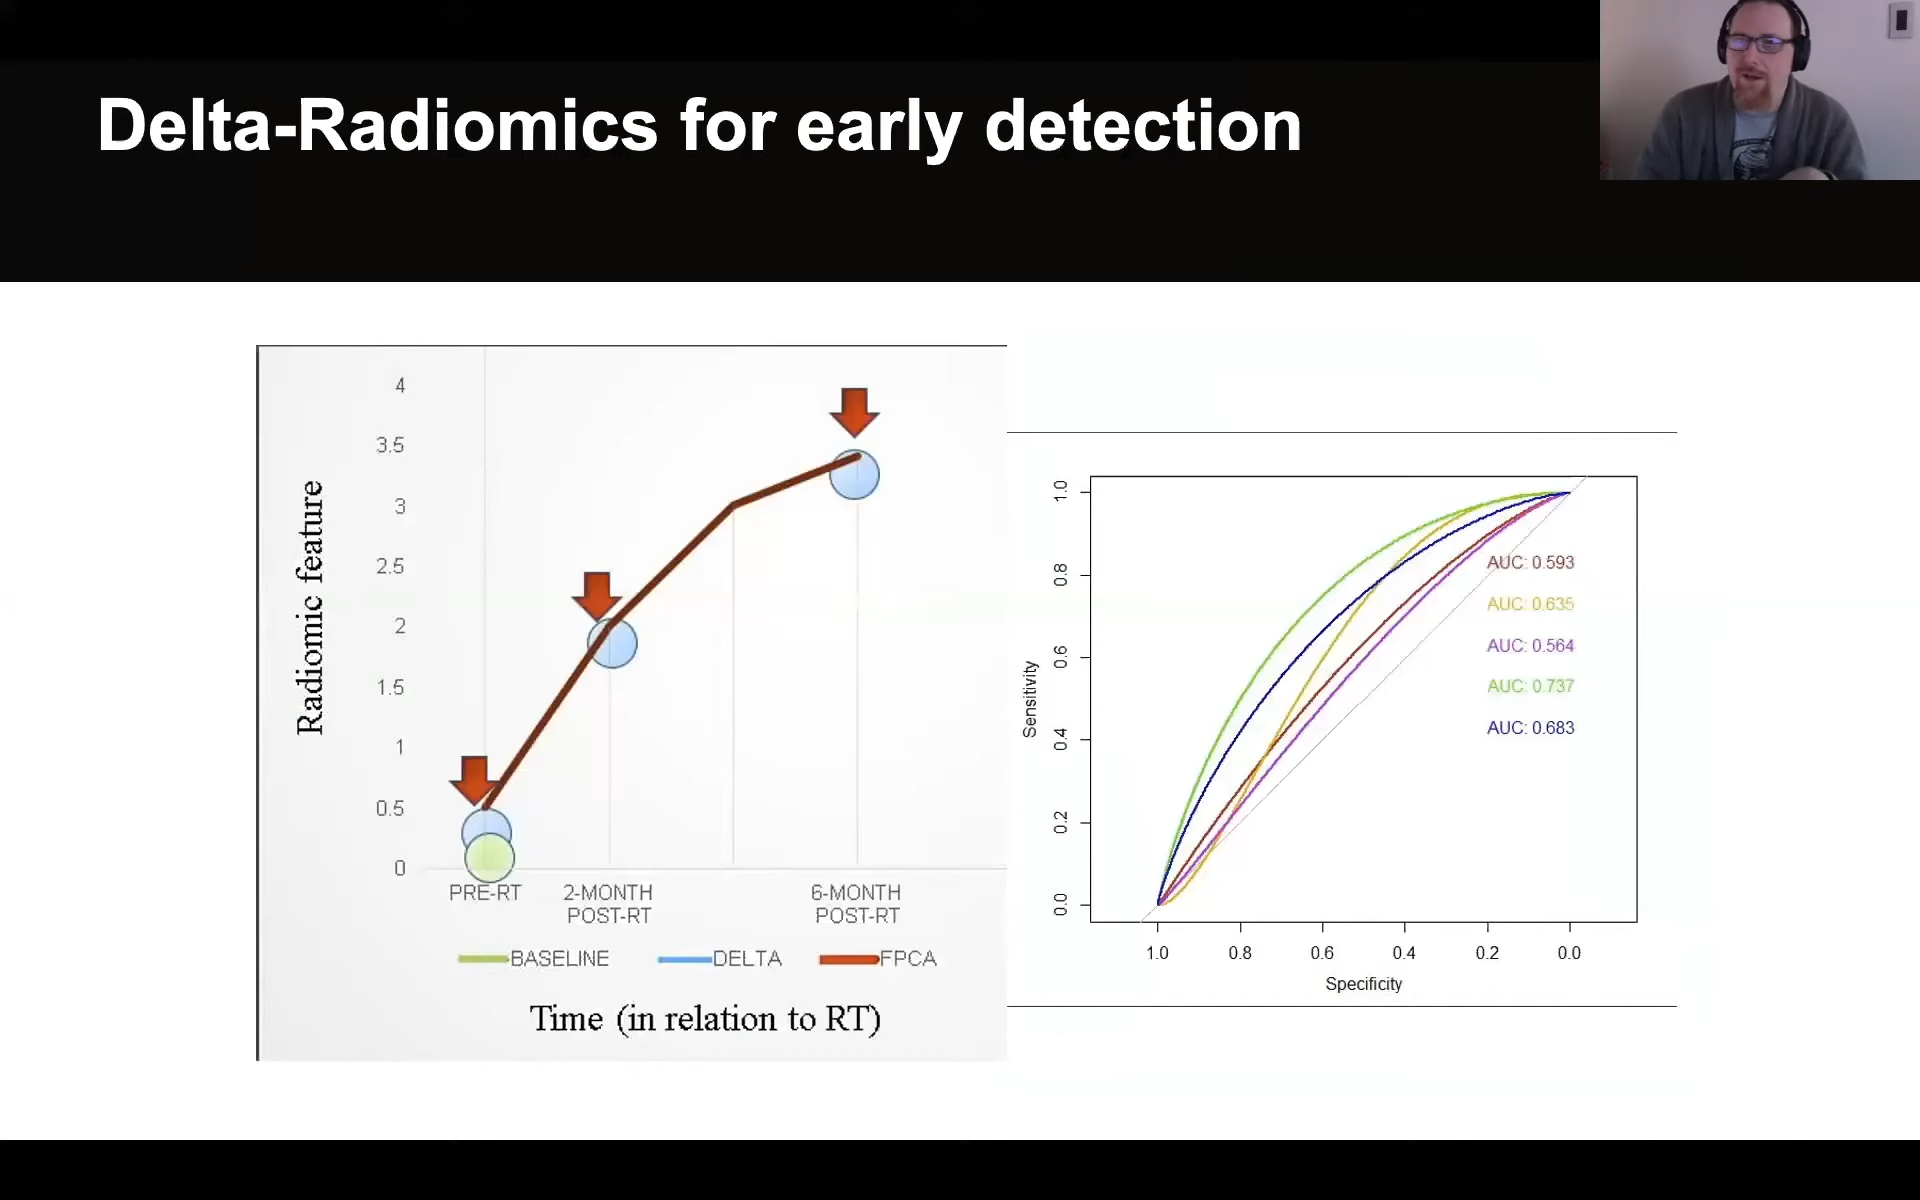 Delta-Radiomics for early detection
Radiomic feature
4
3.5
3
2.5
2
1.5
1
0.5
0
PRE-RT
2-MONTH
POST-RT
6-MONTH
POST-RT
BASELINE
DELTA
FPCA
Time (in relation to RT)
Sensitivity
1.0
0.8
0.6
0.4
0.2
0.0
AUC: 0.593
AUC: 0.635
AUC: 0.564
AUC: 0.737
AUC: 0.683
1.0
0.8
0.6
0.4
0.2
0.0
Specificity